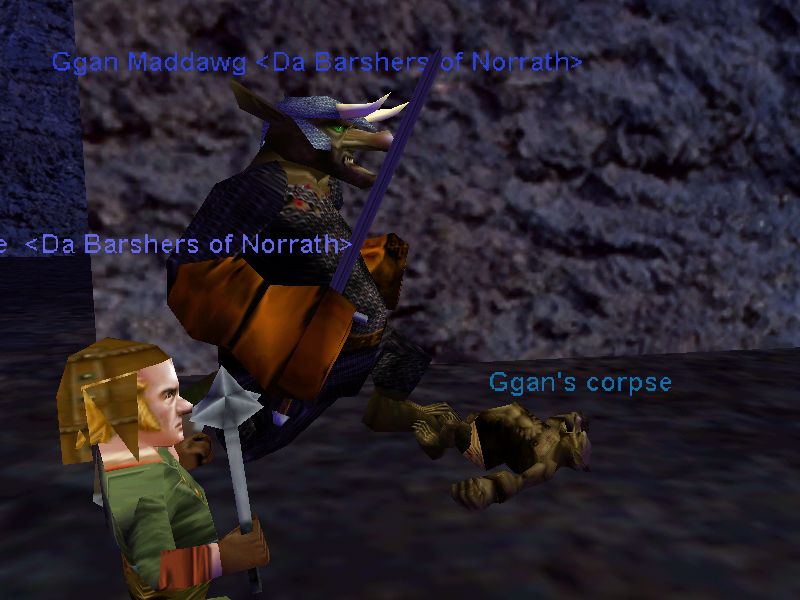 Ggan Maddawg <Da Barshers of Norrath>
e <Da Barshers of Norrath>
Ggan's corpse